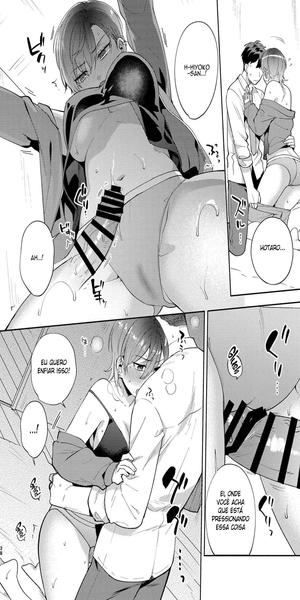 HOTARO...
H-HIYOKO
-SAN...!
AH...!
EI, ONDE
VOCÊ ACHA
QUE ESTÁ
PRESSIONANDO
ESSA COISA
EU QUERO
ENFIAR ISSO!
...!